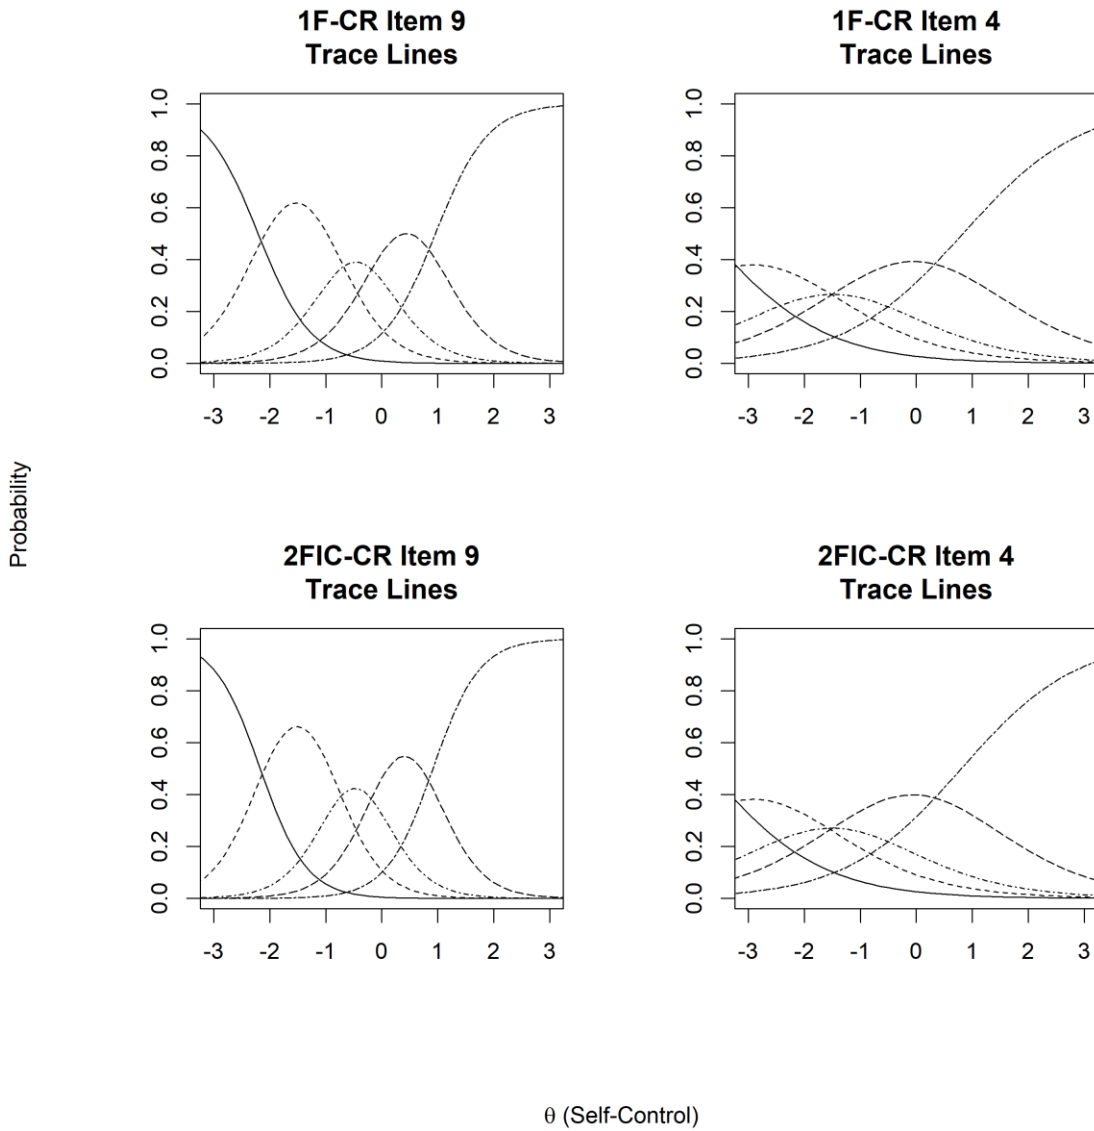 1F-CR Item 9
Trace Lines
1.0
0.8
0.6
0.4
0.2
0.0
-3 -2 -1 0 1 2 3
1F-CR Item 4
Trace Lines
1.0
0.8
0.6
0.4
0.2
0.0
-3 -2 -1 0 1 2 3
Probability
2FIC-CR Item 9
Trace Lines
1.0
0.8
0.6
0.4
0.2
0.0
-3 -2 -1 0 1 2 3
2FIC-CR Item 4
Trace Lines
1.0
0.8
0.6
0.4
0.2
0.0
-3 -2 -1 0 1 2 3
θ (Self-Control)